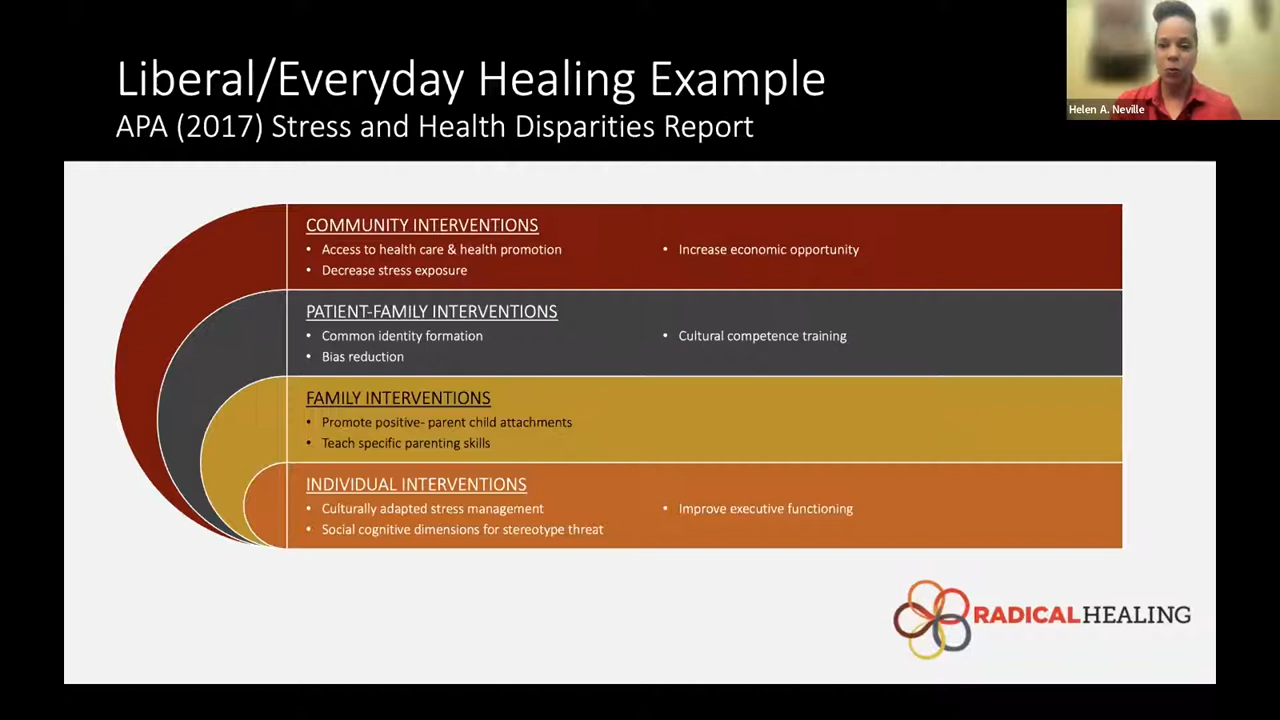 Liberal/Everyday Healing Example
APA (2017) Stress and Health Disparities Report
Helen A. Neville
COMMUNITY INTERVENTIONS
• Access to health care & health promotion
• Decrease stress exposure
• Increase economic opportunity
PATIENT-FAMILY INTERVENTIONS
• Common identity formation
• Bias reduction
• Cultural competence training
FAMILY INTERVENTIONS
• Promote positive- parent child attachments
• Teach specific parenting skills
INDIVIDUAL INTERVENTIONS
• Culturally adapted stress management
• Social cognitive dimensions for stereotype threat
• Improve executive functioning
RADICALHEALING